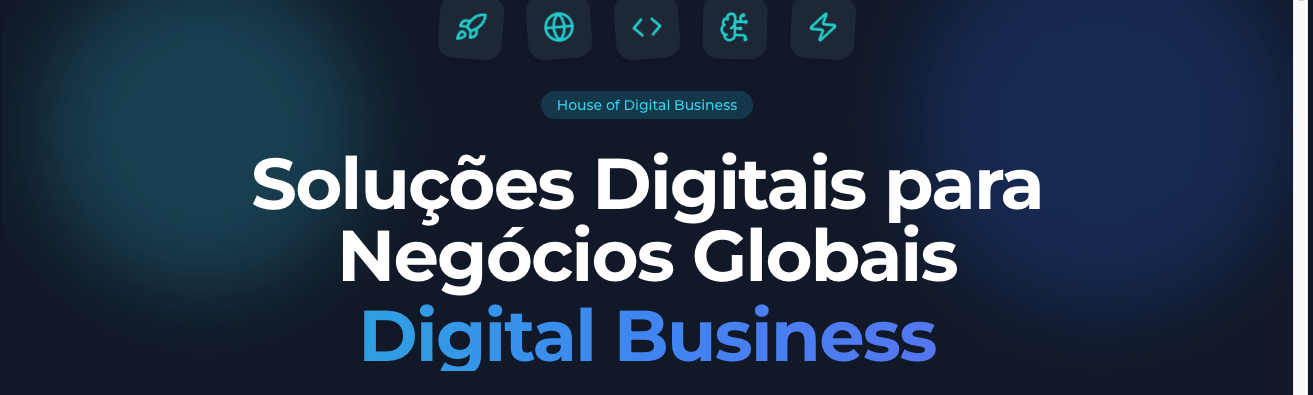 House of Digital Business
Soluções Digitais para
Negócios Globais
Digital Business